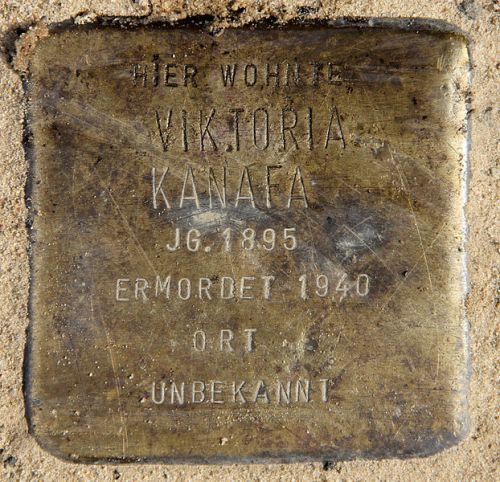 HIER WOHNTE
VIKTORIA
KANAFA
JG. 1895
ERMORDET 1940
ORT
UNBEKANNT